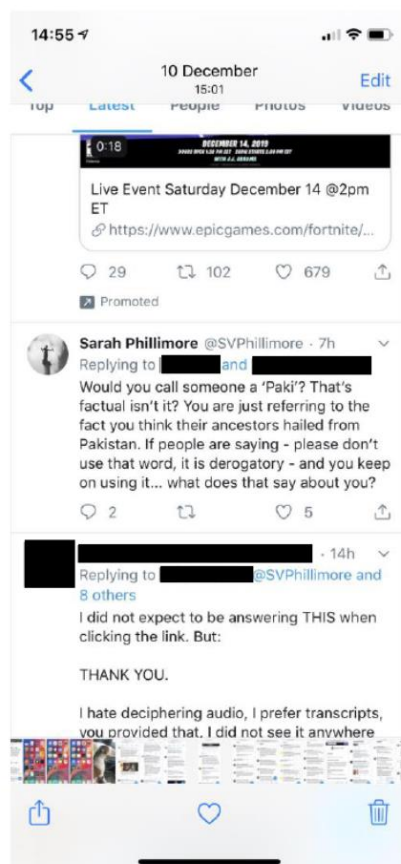 14:55
10 December
15:01
Edit
Top Latest People Photos Videos
0:18
DECEMBER 14, 2019
WITH J.J. ABRAMS
Live Event Saturday December 14 @2pm
ET
https://www.epicgames.com/fortnite/...
29 102 679
Promoted
Sarah Phillimore @SVPhillimore · 7h
Replying to and
Would you call someone a 'Paki'? That's
factual isn't it? You are just referring to the
fact you think their ancestors hailed from
Pakistan. If people are saying - please don't
use that word, it is derogatory - and you keep
on using it... what does that say about you?
2 5
· 14h
Replying to @SVPhillimore and
8 others
I did not expect to be answering THIS when
clicking the link. But:
THANK YOU.
I hate deciphering audio, I prefer transcripts,
you provided that. I did not see it anywhere